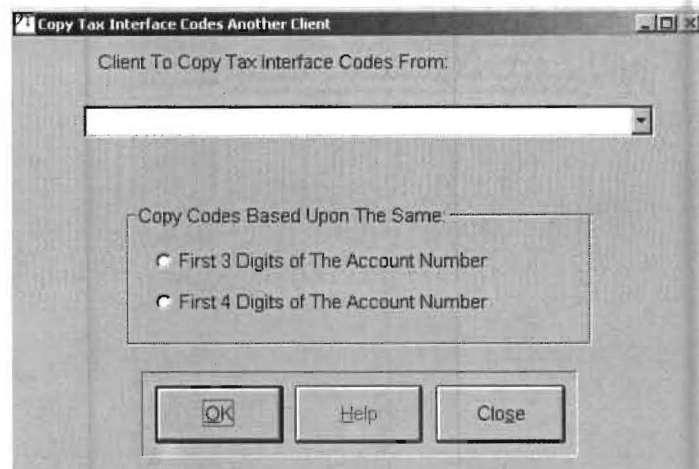 Copy Tax Interface Codes Another Client
Client To Copy Tax Interface Codes From:
Copy Codes Based Upon The Same:
First 3 Digits of The Account Number
First 4 Digits of The Account Number
OK Help Close